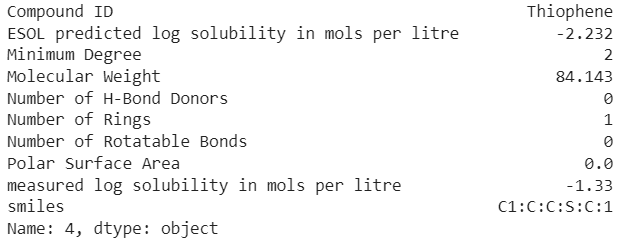 Compound ID Thiophene
ESOL predicted log solubility in mols per litre -2.232
Minimum Degree 2
Molecular Weight 84.143
Number of H-Bond Donors 0
Number of Rings 1
Number of Rotatable Bonds 0
Polar Surface Area 0.0
measured log solubility in mols per litre -1.33
smiles C1:C:C:S:C:1
Name: 4, dtype: object